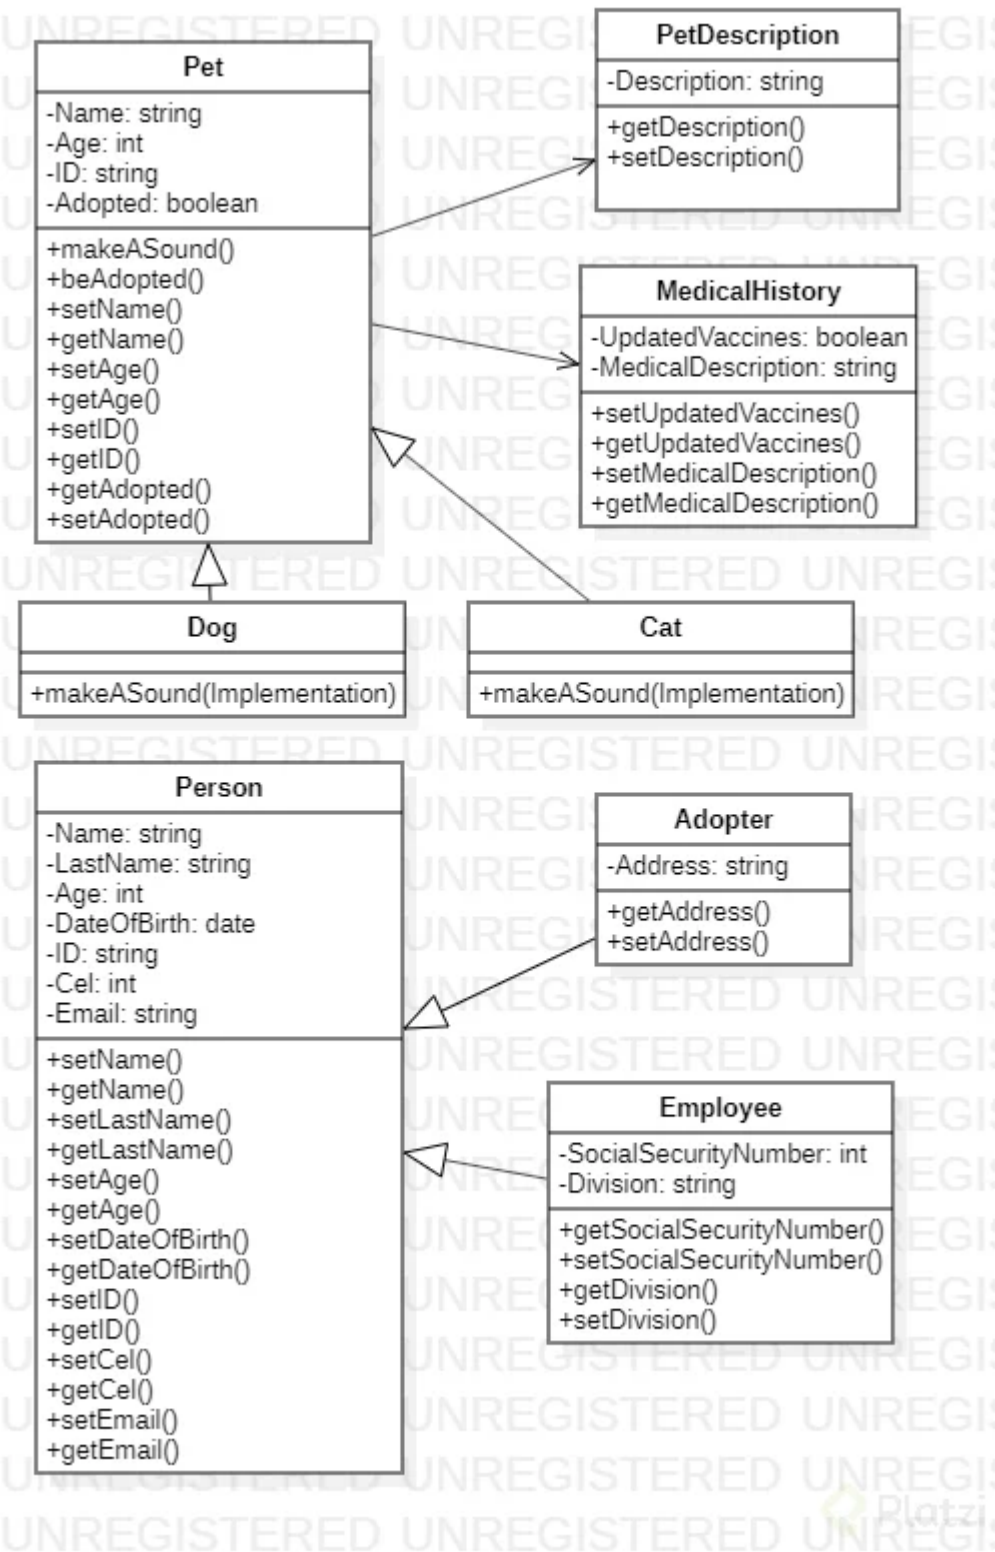 Pet
-Name: string
-Age: int
-ID: string
-Adopted: boolean
+makeASound()
+beAdopted()
+setName()
+getName()
+setAge()
+getAge()
+setID()
+getID()
+getAdopted()
+setAdopted()
PetDescription
-Description: string
+getDescription()
+setDescription()
MedicalHistory
-UpdatedVaccines: boolean
-MedicalDescription: string
+setUpdatedVaccines()
+getUpdatedVaccines()
+setMedicalDescription()
+getMedicalDescription()
Dog
+makeASound(Implementation)
Cat
+makeASound(Implementation)
Person
-Name: string
-LastName: string
-Age: int
-DateOfBirth: date
-ID: string
-Cel: int
-Email: string
+setName()
+getName()
+setLastName()
+getLastName()
+setAge()
+getAge()
+setDateOfBirth()
+getDateOfBirth()
+setID()
+getID()
+setCel()
+getCel()
+setEmail()
+getEmail()
Adopter
-Address: string
+getAddress()
+setAddress()
Employee
-SocialSecurityNumber: int
-Division: string
+getSocialSecurityNumber()
+setSocialSecurityNumber()
+getDivision()
+setDivision()
UNREGISTERED
Platzi